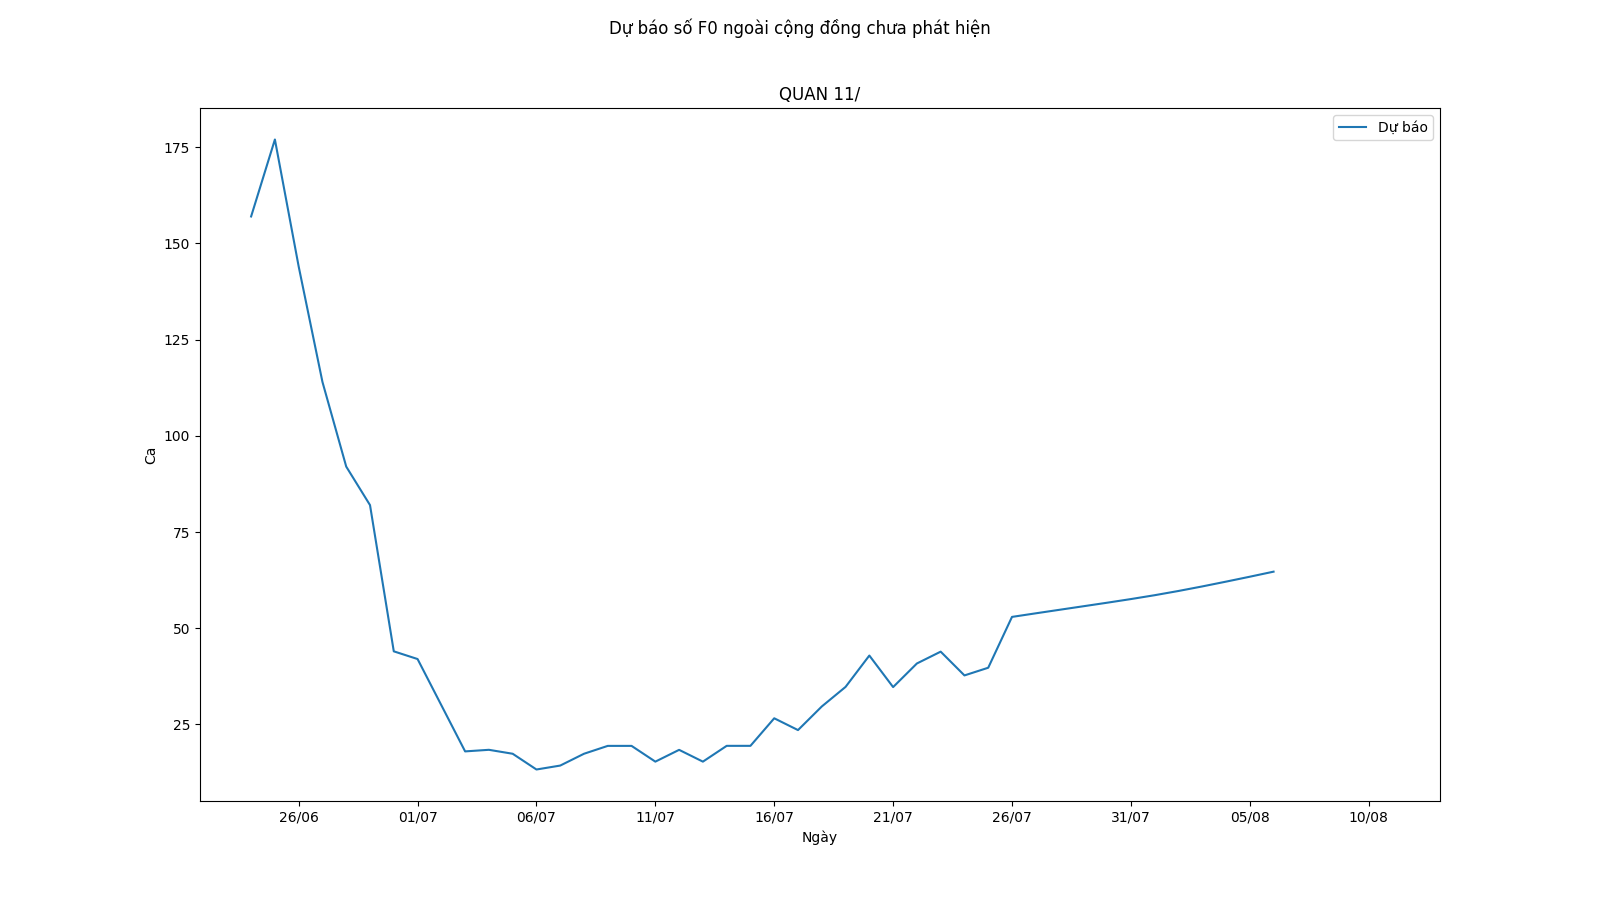 Dự báo số F0 ngoài cộng đồng chưa phát hiện
QUAN 11/
Dự báo
175
150
125
100
75
50
25
Ca
26/06 01/07 06/07 11/07 16/07 21/07 26/07 31/07 05/08 10/08
Ngày